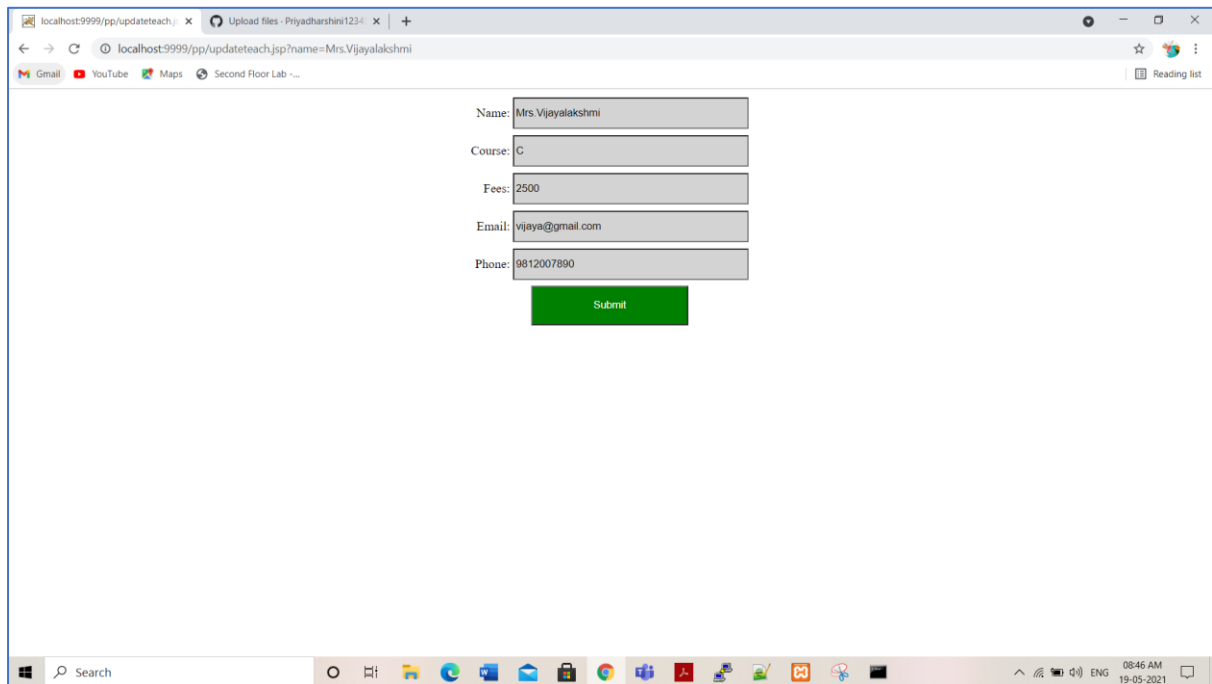 localhost:9999/pp/updateteach.j Upload files · Priyadharshini1234
localhost:9999/pp/updateteach.jsp?name=Mrs.Vijayalakshmi
Gmail YouTube Maps Second Floor Lab -... Reading list
Name: Mrs.Vijayalakshmi
Course: C
Fees: 2500
Email: vijaya@gmail.com
Phone: 9812007890
Submit
Search ENG 08:46 AM
19-05-2021